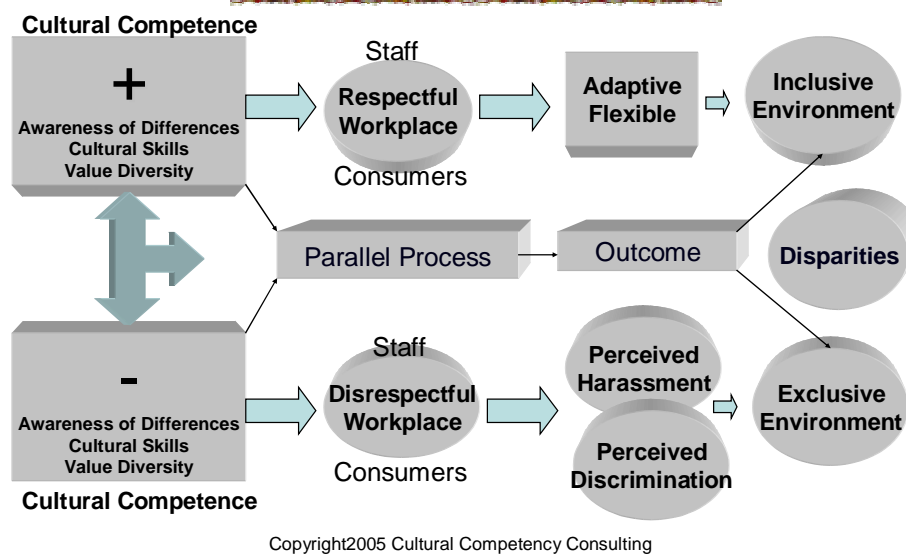 Cultural Competence
+
Awareness of Differences
Cultural Skills
Value Diversity
Staff
Respectful
Workplace
Consumers
Adaptive
Flexible
Inclusive
Environment
Parallel Process
Outcome
Disparities
-
Awareness of Differences
Cultural Skills
Value Diversity
Cultural Competence
Staff
Disrespectful
Workplace
Consumers
Perceived
Harassment
Perceived
Discrimination
Exclusive
Environment
Copyright2005 Cultural Competency Consulting